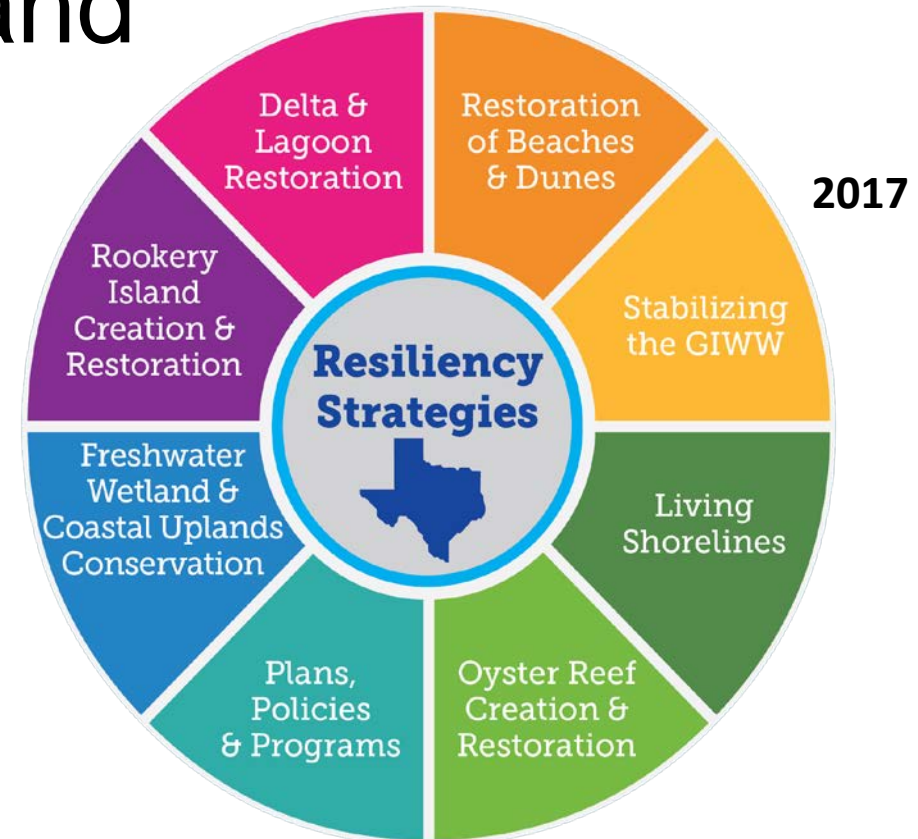 and
2017
Resiliency
Strategies
Restoration
of Beaches
& Dunes
Stabilizing
the GIWW
Living
Shorelines
Oyster Reef
Creation &
Restoration
Plans,
Policies
& Programs
Freshwater
Wetland &
Coastal Uplands
Conservation
Rookery
Island
Creation &
Restoration
Delta &
Lagoon
Restoration